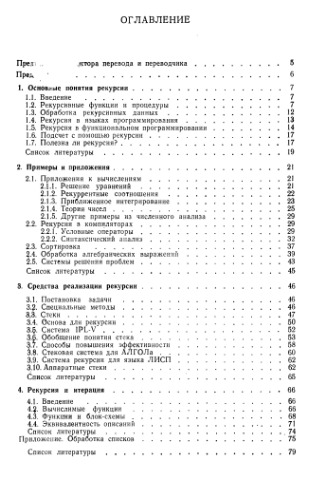 ОГЛАВЛЕНИЕ
редактора перевода и переводчика . . . . . . . . . 5
Пред . . . . . . . . . 6
1. Основные понятия рекурсии . . . . . . . . . 7
1.1. Введение . . . . . . . . . 7
1.2. Рекурсивные функции и процедуры . . . . . . . . . 7
1.3. Обработка рекурсивных данных . . . . . . . . . 12
1.4. Рекурсия в языках программирования . . . . . . . . . 13
1.5. Рекурсия в функциональном программировании . . . . . . . . . 14
1.6. Подсчет с помощью рекурсии . . . . . . . . . 17
1.7. Полезна ли рекурсия? . . . . . . . . . 17
Список литературы . . . . . . . . . 19
2. Примеры и приложения . . . . . . . . . 21
2.1. Приложения к вычислениям . . . . . . . . . 21
2.1.1. Решение уравнений . . . . . . . . . 21
2.1.2. Рекуррентные соотношения . . . . . . . . . 22
2.1.3. Приближенное интегрирование . . . . . . . . . 23
2.1.4. Теория чисел . . . . . . . . . 25
2.1.5. Другие примеры из численного анализа . . . . . . . . . 29
2.2. Рекурсия в компиляторах . . . . . . . . . 29
2.2.1. Условные операторы . . . . . . . . . 29
2.2.2. Синтаксический анализ . . . . . . . . . 32
2.3. Сортировка . . . . . . . . . 37
2.4. Обработка алгебраических выражений . . . . . . . . . 39
2.5. Системы решения проблем . . . . . . . . . 43
Список литературы . . . . . . . . . 45
3. Средства реализации рекурсии . . . . . . . . . 46
3.1. Постановка задачи . . . . . . . . . 46
3.2. Специальные методы . . . . . . . . . 46
3.3. Стеки . . . . . . . . . 47
3.4. Основа для рекурсии . . . . . . . . . 50
3.5. Система IPL-V . . . . . . . . . 52
3.6. Обобщение понятия стека . . . . . . . . . 53
3.7. Способы повышения эффективности . . . . . . . . . 58
3.8. Стековая система для АЛГОЛа . . . . . . . . . 60
3.9. Система рекурсии для языка ЛИСП . . . . . . . . . 62
3.10. Аппаратные стеки . . . . . . . . . 62
Список литературы . . . . . . . . . 65
4. Рекурсия и итерация . . . . . . . . . 66
4.1. Введение . . . . . . . . . 66
4.2. Вычислимые функции . . . . . . . . . 66
4.3. Функции и блок-схемы . . . . . . . . . 68
4.4. Эквивалентность описаний . . . . . . . . . 71
Список литературы . . . . . . . . . 74
Приложение. Обработка списков . . . . . . . . . 75
Список литературы . . . . . . . . . 79